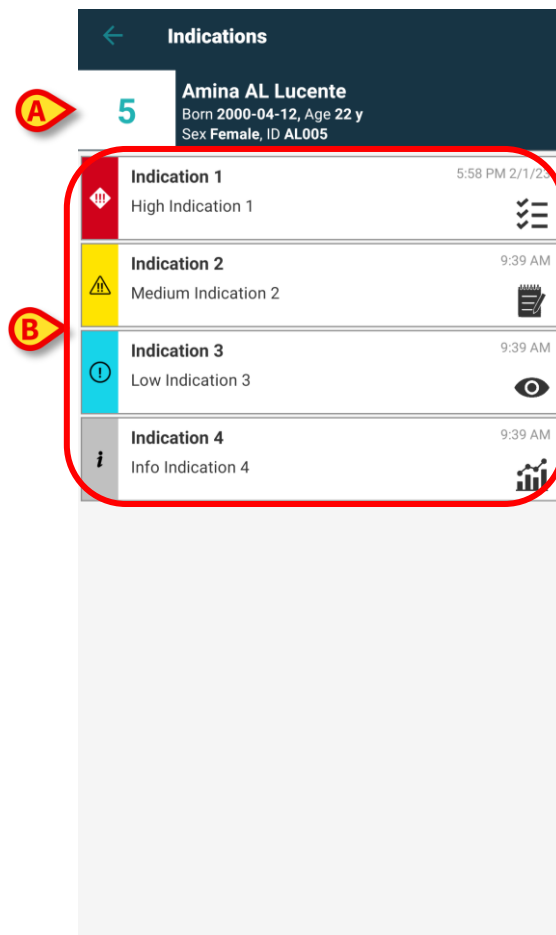 Indications
A
5
Amina AL Lucente
Born 2000-04-12, Age 22 y
Sex Female, ID AL005
B
Indication 1
5:58 PM 2/1/23
High Indication 1
Indication 2
9:39 AM
Medium Indication 2
Indication 3
9:39 AM
Low Indication 3
Indication 4
9:39 AM
i
Info Indication 4